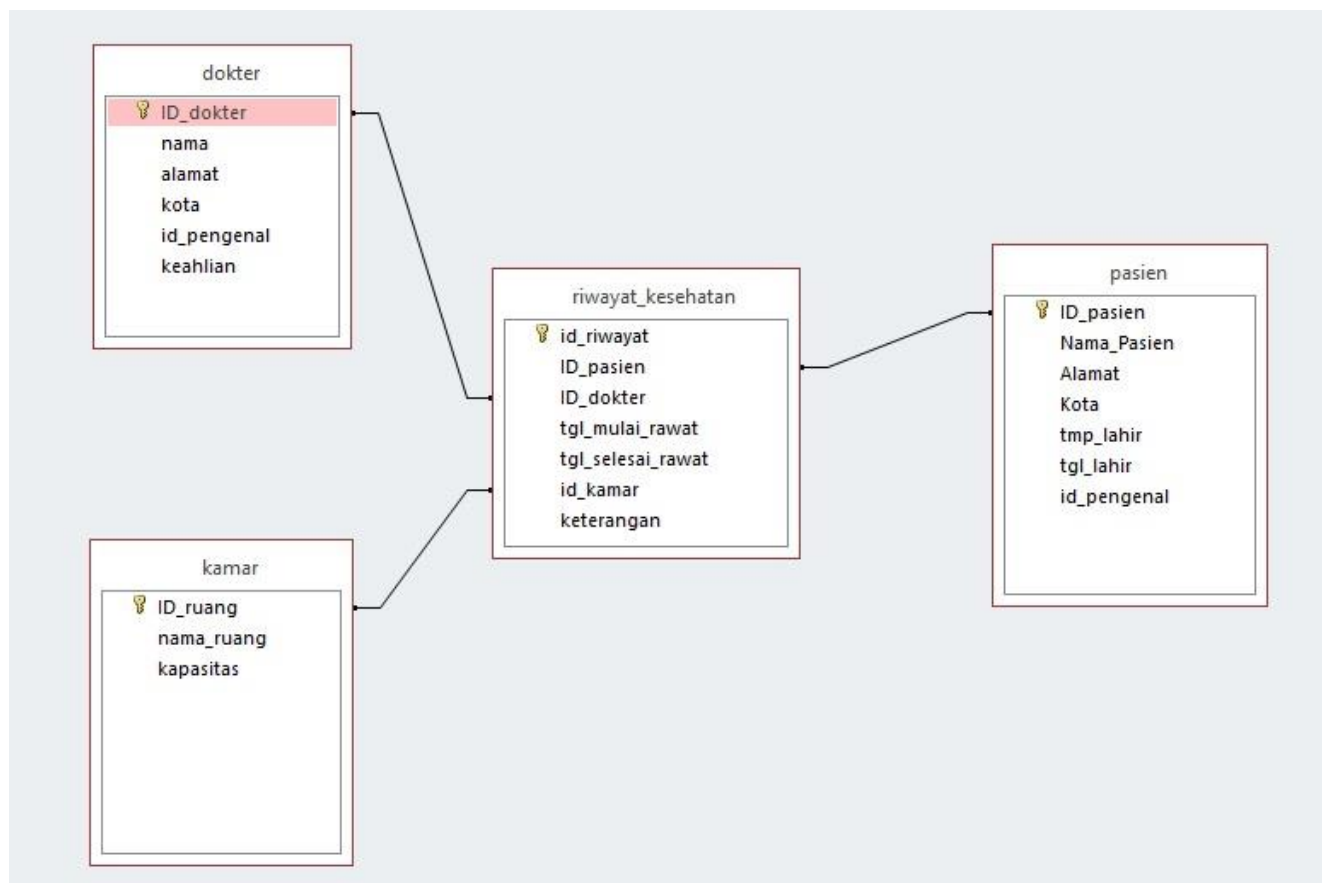 dokter
ID_dokter
nama
alamat
kota
id_pengenal
keahlian
riwayat_kesehatan
id_riwayat
ID_pasien
ID_dokter
tgl_mulai_rawat
tgl_selesai_rawat
id_kamar
keterangan
pasien
ID_pasien
Nama_Pasien
Alamat
Kota
tmp_lahir
tgl_lahir
id_pengenal
kamar
ID_ruang
nama_ruang
kapasitas